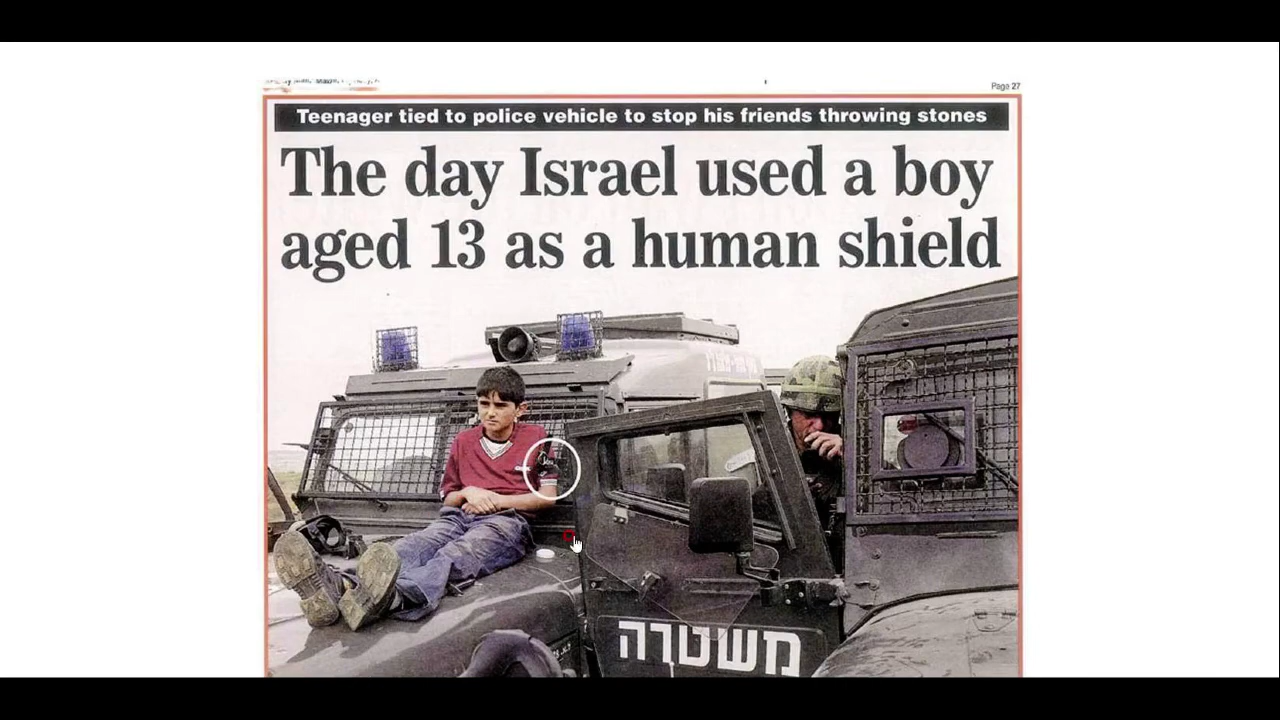 Page 27
Teenager tied to police vehicle to stop his friends throwing stones
The day Israel used a boy
aged 13 as a human shield
משטרה